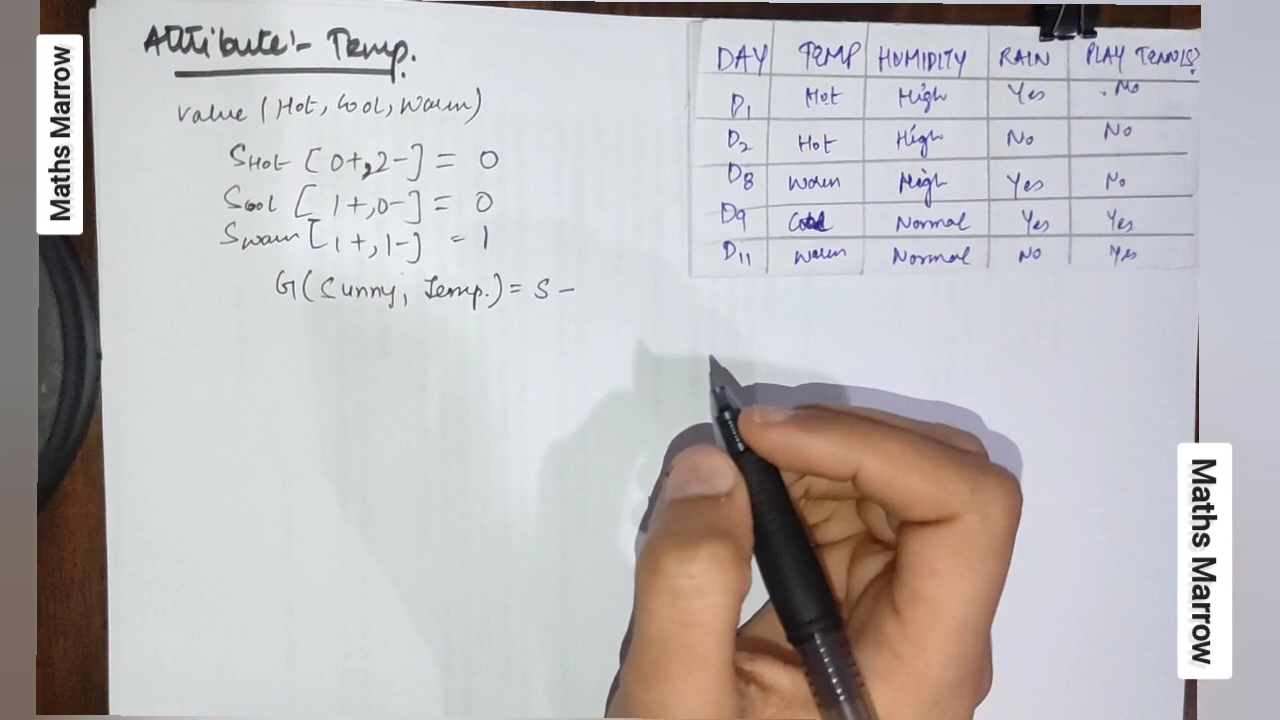 Maths Marrow
Attribute:- Temp.
Value (Hot, Cool, Warm)
SHot [0+, 2-] = 0
SCool [1+, 0-] = 0
SWarm [1+, 1-] = 1
G(Sunny, Temp.) = S -
DAY TEMP HUMIDITY RAIN PLAY TENNIS?
D1 Hot High Yes No
D2 Hot High No No
D8 Warm High Yes No
D9 Cool Normal Yes Yes
D11 Warm Normal No Yes
Maths Marrow